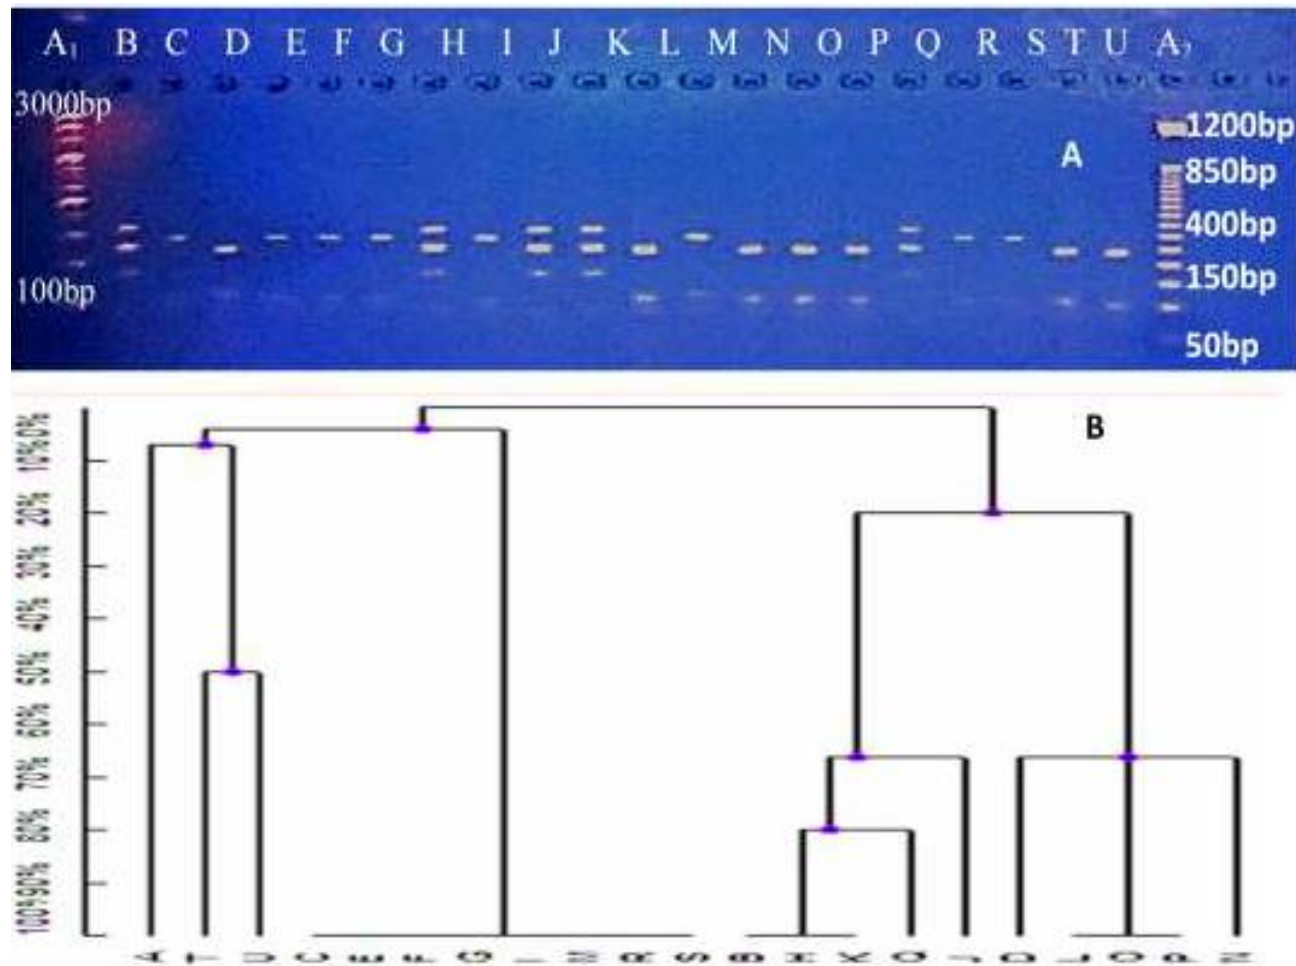 A₁ B C D E F G H I J K L M N O P Q R S T U A₂
3000bp
1200bp
A
850bp
400bp
150bp
100bp
50bp
B
0%
10%
20%
30%
40%
50%
60%
70%
80%
90%
100%
A T U C E F G I M R S B H K Q J D L O P N